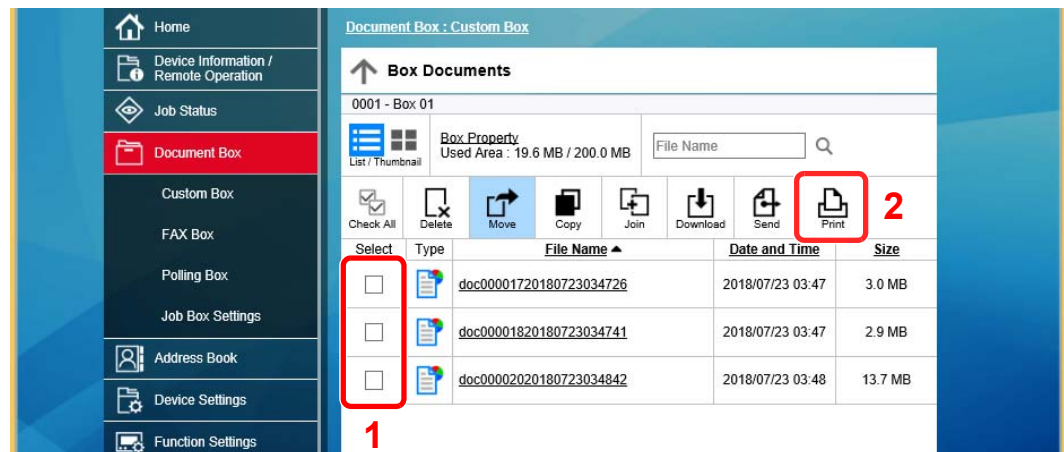 Home
Device Information /
Remote Operation
Job Status
Document Box
Custom Box
FAX Box
Polling Box
Job Box Settings
Address Book
Device Settings
Function Settings
Document Box : Custom Box
Box Documents
0001 - Box 01
List / Thumbnail
Box Property
Used Area : 19.6 MB / 200.0 MB
File Name
Check All Delete Move Copy Join Download Send Print
2
Select Type File Name Date and Time Size
doc00001720180723034726 2018/07/23 03:47 3.0 MB
doc00001820180723034741 2018/07/23 03:47 2.9 MB
doc00002020180723034842 2018/07/23 03:48 13.7 MB
1